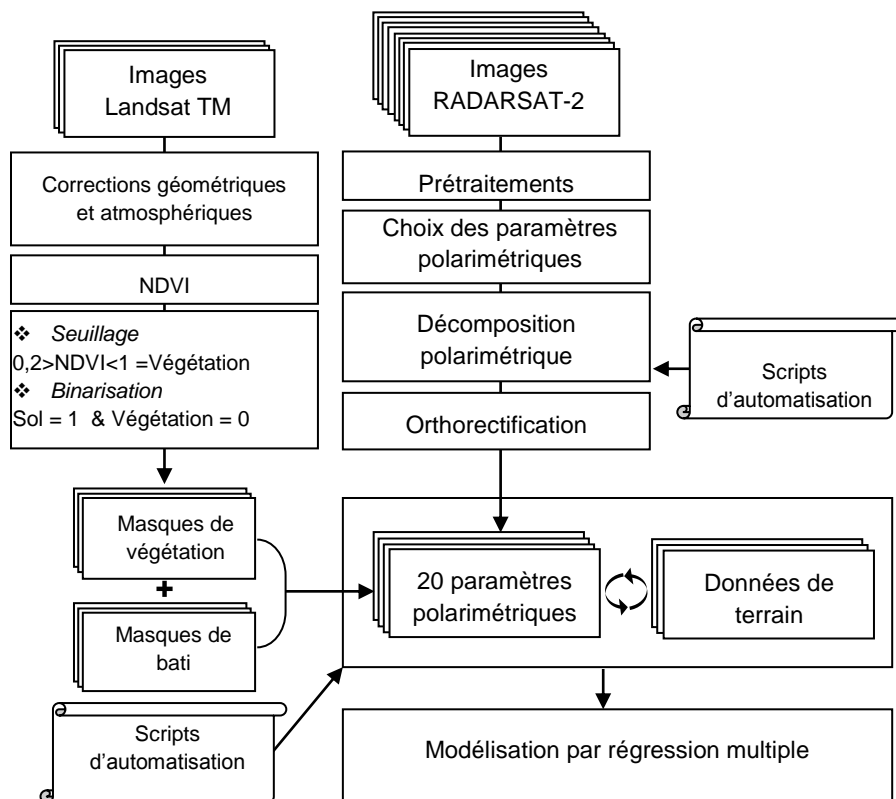 Images
Landsat TM
Corrections géométriques
et atmosphériques
NDVI
❖ Seuillage
0,2>NDVI<1 =Végétation
❖ Binarisation
Sol = 1 & Végétation = 0
Masques de
végétation
+
Masques de
bati
Scripts
d'automatisation
Images
RADARSAT-2
Prétraitements
Choix des paramètres
polarimétriques
Décomposition
polarimétrique
Scripts
d'automatisation
Orthorectification
20 paramètres
polarimétriques
Données de
terrain
Modélisation par régression multiple